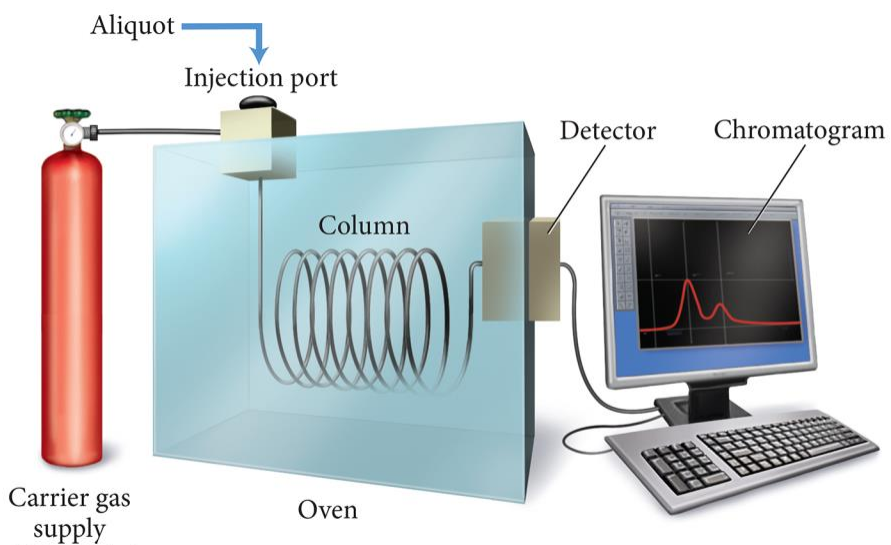 Aliquot
Injection port
Detector
Chromatogram
Column
Carrier gas
supply
Oven